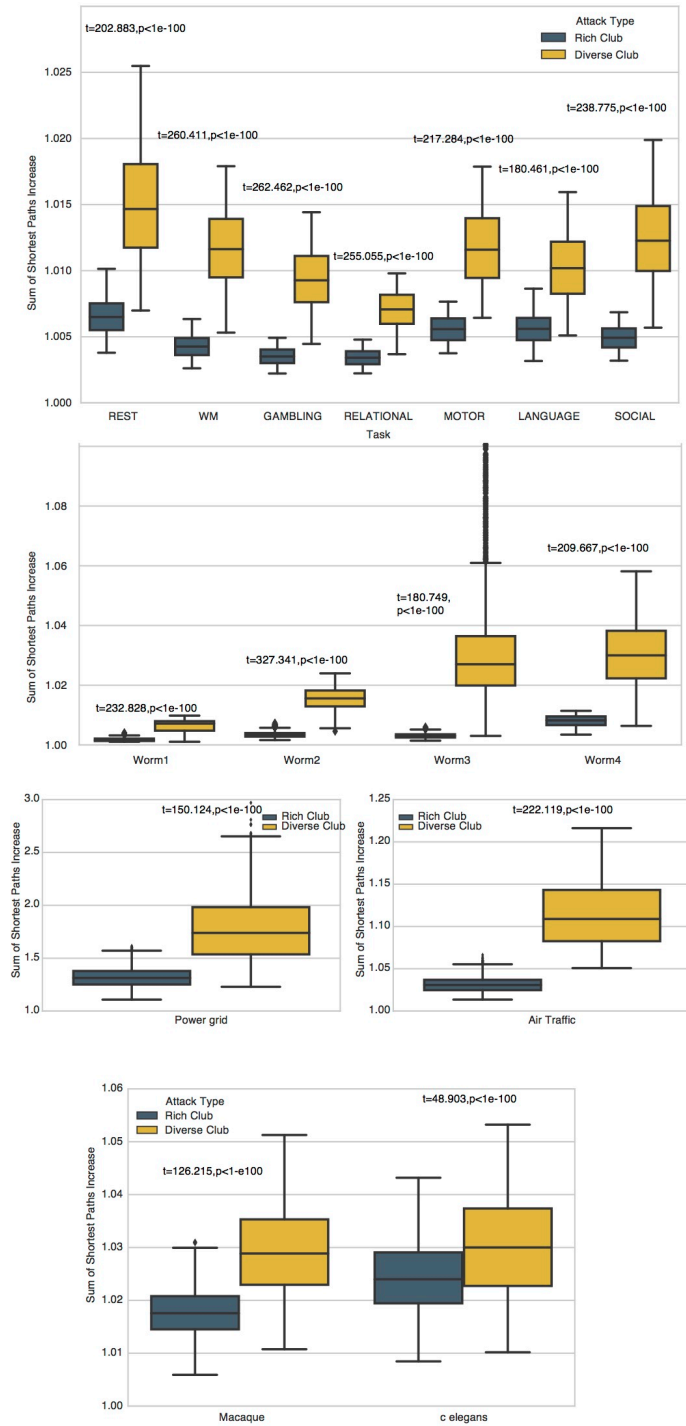 Attack Type
Rich Club
Diverse Club
t=202.883,p<1e-100
t=260.411,p<1e-100
t=262.462,p<1e-100
t=255.055,p<1e-100
t=217.284,p<1e-100
t=180.461,p<1e-100
t=238.775,p<1e-100
Sum of Shortest Paths Increase
1.025
1.020
1.015
1.010
1.005
1.000
REST WM GAMBLING RELATIONAL MOTOR LANGUAGE SOCIAL
Task
Sum of Shortest Paths Increase
1.08
1.06
1.04
1.02
1.00
t=232.828,p<1e-100
t=327.341,p<1e-100
t=180.749,
p<1e-100
t=209.667,p<1e-100
Worm1 Worm2 Worm3 Worm4
Sum of Shortest Paths Increase
3.0
2.5
2.0
1.5
1.0
t=150.124,p<1e-100
Rich Club
Diverse Club
Power grid
Sum of Shortest Paths Increase
1.25
1.20
1.15
1.10
1.05
1.00
t=222.119,p<1e-100
Rich Club
Diverse Club
Air Traffic
Sum of Shortest Paths Increase
1.06
1.05
1.04
1.03
1.02
1.01
1.00
Attack Type
Rich Club
Diverse Club
t=126.215,p<1-e100
t=48.903,p<1e-100
Macaque c elegans